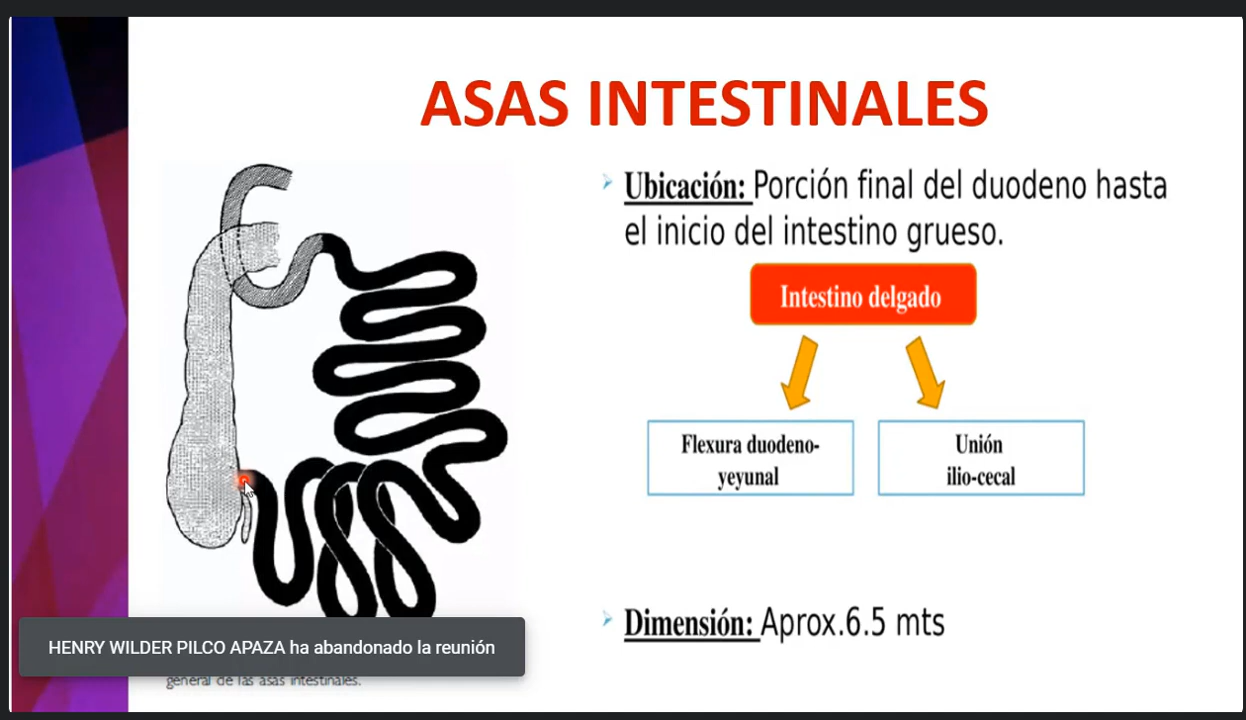 ASAS INTESTINALES
Ubicación: Porción final del duodeno hasta
el inicio del intestino grueso.
Intestino delgado
Flexura duodeno-
yeyunal
Unión
ilio-cecal
Dimensión: Aprox.6.5 mts
HENRY WILDER PILCO APAZA ha abandonado la reunión
general de las asas intestinales.